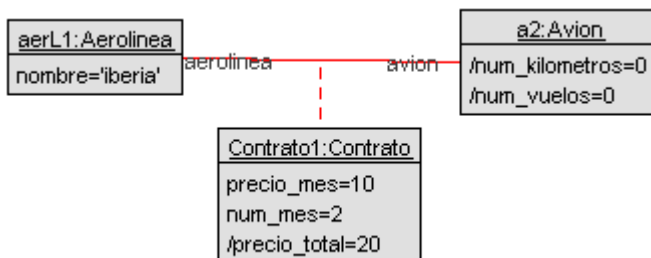 aerL1:Aerolinea
nombre='iberia'
aerolinea
avion
a2:Avion
/num_kilometros=0
/num_vuelos=0
Contrato1:Contrato
precio_mes=10
num_mes=2
/precio_total=20